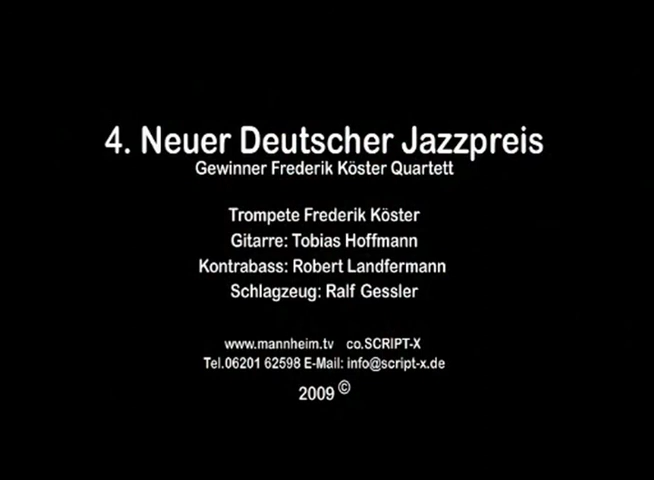 4. Neuer Deutscher Jazzpreis
Gewinner Frederik Köster Quartett
Trompete Frederik Köster
Gitarre: Tobias Hoffmann
Kontrabass: Robert Landfermann
Schlagzeug: Ralf Gessler
www.mannheim.tv co.SCRIPT-X
Tel.06201 62598 E-Mail: info@script-x.de
2009 ©